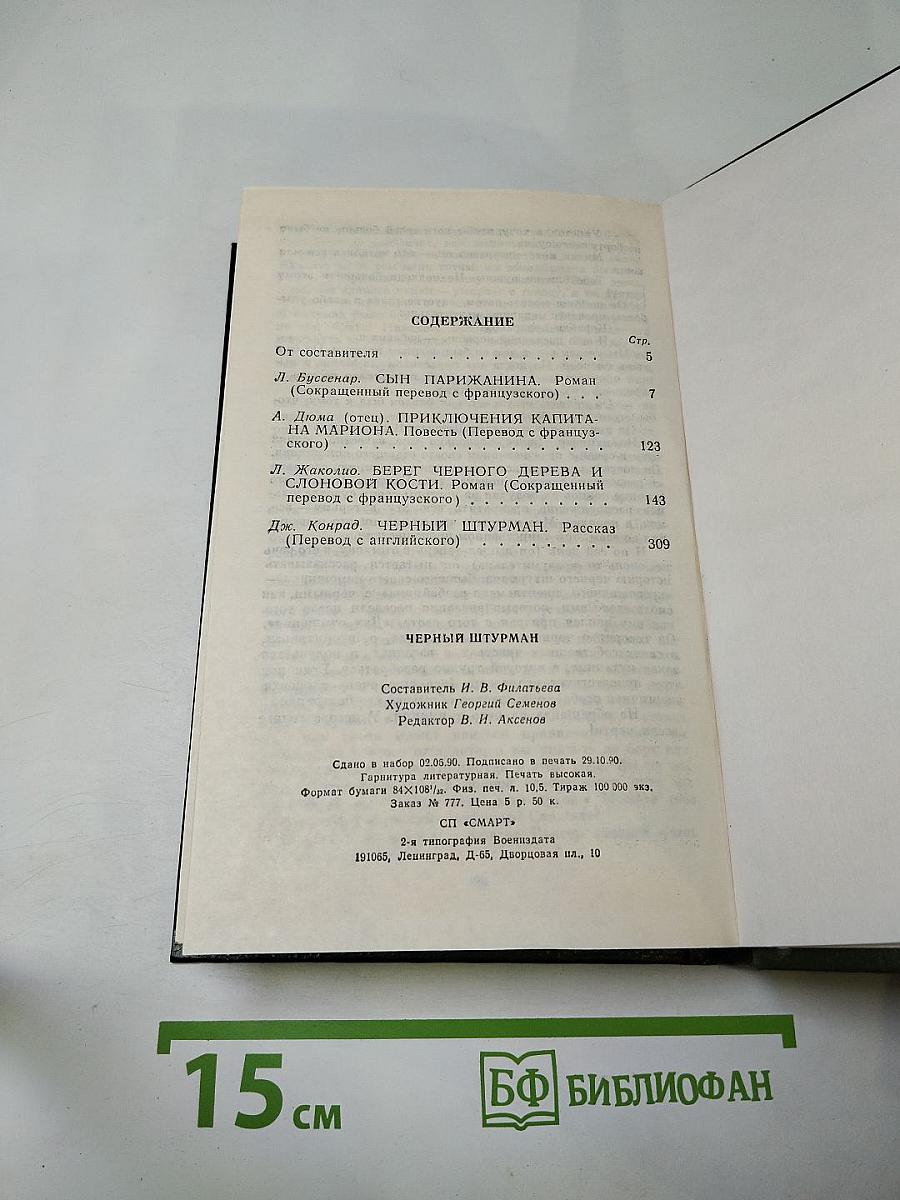 СОДЕРЖАНИЕ
Стр.
От составителя . . . . . . . . . . . . . . . 5
Л. Буссенар. СЫН ПАРИЖАНИНА. Роман
(Сокращенный перевод с французского) . . . 7
А. Дюма (отец). ПРИКЛЮЧЕНИЯ КАПИТА-
НА МАРИОНА. Повесть (Перевод с француз-
ского) . . . . . . . . . . . . . . . . . . 123
Л. Жаколио. БЕРЕГ ЧЕРНОГО ДЕРЕВА И
СЛОНОВОЙ КОСТИ. Роман (Сокращенный
перевод с французского) . . . . . . . . . . 143
Дж. Конрад. ЧЕРНЫЙ ШТУРМАН. Рассказ
(Перевод с английского) . . . . . . . . . 309
ЧЕРНЫЙ ШТУРМАН
Составитель И. В. Филатьева
Художник Георгий Семенов
Редактор В. И. Аксенов
Сдано в набор 02.05.90. Подписано в печать 29.10.90.
Гарнитура литературная. Печать высокая.
Формат бумаги 84×108¹/₃₂. Физ. печ. л. 10,5. Тираж 100 000 экз.
Заказ № 777. Цена 5 р. 50 к.
СП «СМАРТ»
2-я типография Воениздата
191065, Ленинград, Д-65, Дворцовая пл., 10
15 см
БФ БИБЛИОФАН